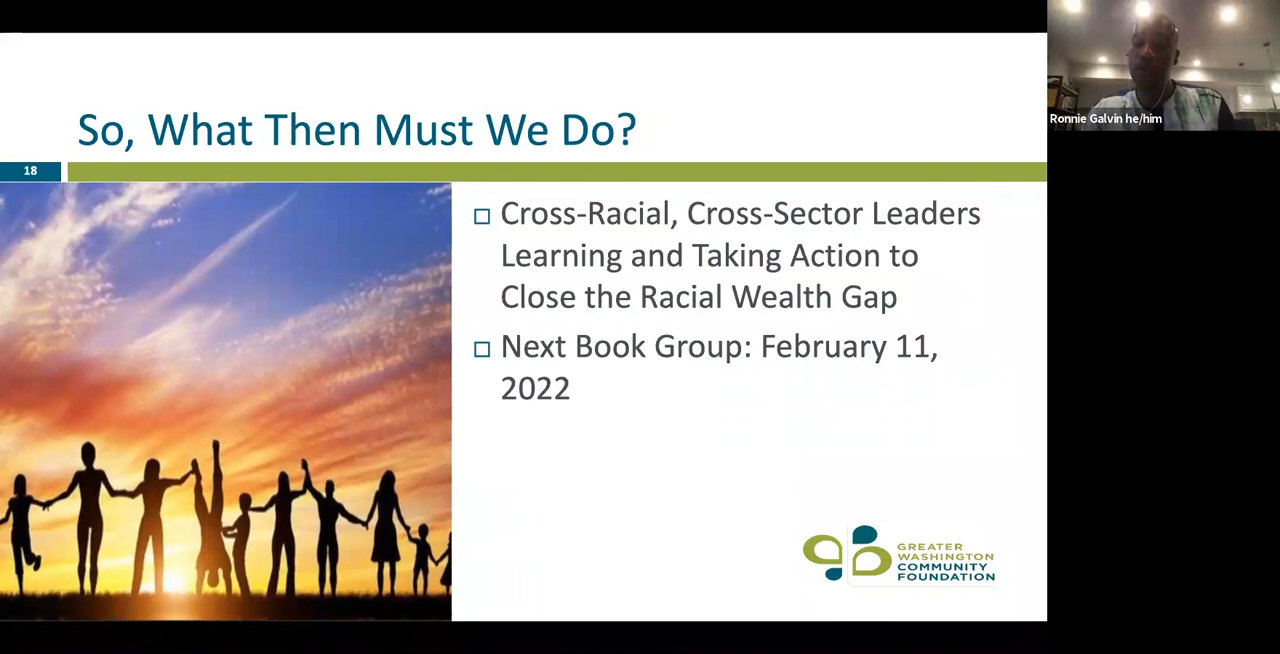 So, What Then Must We Do?
18
Cross-Racial, Cross-Sector Leaders
Learning and Taking Action to
Close the Racial Wealth Gap
Next Book Group: February 11,
2022
GREATER
WASHINGTON
COMMUNITY
FOUNDATION
Ronnie Galvin he/him